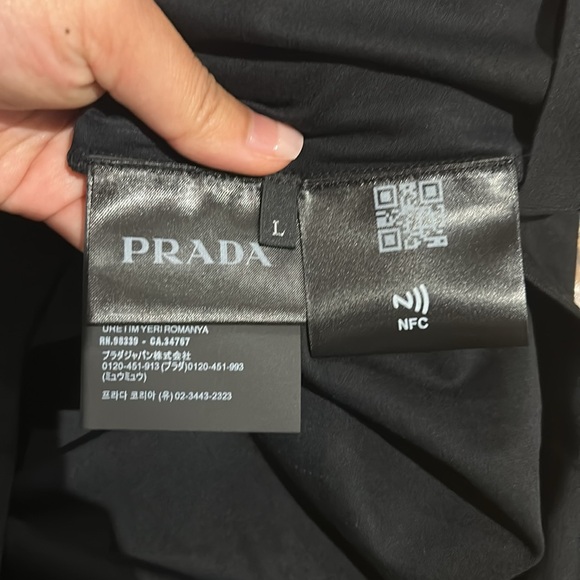 PRADA
L
NFC
ÜRETİM YERİ ROMANYA
RN.98339 - CA.34767
プラダジャパン株式会社
0120-451-913 (プラダ)0120-451-993
(ミュウミュウ)
프라다 코리아 (유) 02-3443-2323